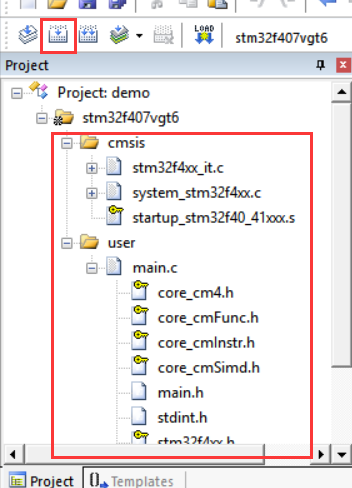 LOAD
stm32f407vgt6
Project
Project: demo
stm32f407vgt6
cmsis
stm32f4xx_it.c
system_stm32f4xx.c
startup_stm32f40_41xxx.s
user
main.c
core_cm4.h
core_cmFunc.h
core_cmInstr.h
core_cmSimd.h
main.h
stdint.h
stm32f4xx.h
Project
{} Templates